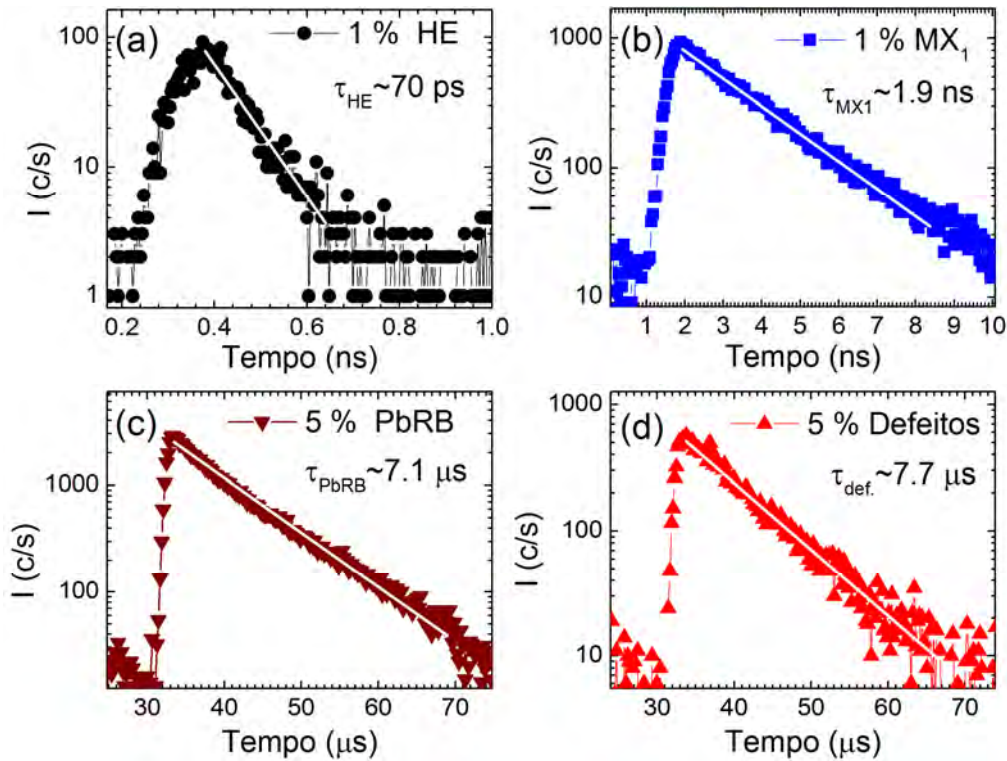 (a) 1 % HE
τHE~70 ps
I (c/s)
100
10
1
0.2 0.4 0.6 0.8 1.0
Tempo (ns)
(b) 1 % MX1
τMX1~1.9 ns
I (c/s)
1000
100
10
1 2 3 4 5 6 7 8 9 10
Tempo (ns)
(c) 5 % PbRB
τPbRB~7.1 μs
I (c/s)
1000
100
30 40 50 60 70
Tempo (μs)
(d) 5 % Defeitos
τdef.~7.7 μs
I (c/s)
1000
100
10
30 40 50 60 70
Tempo (μs)